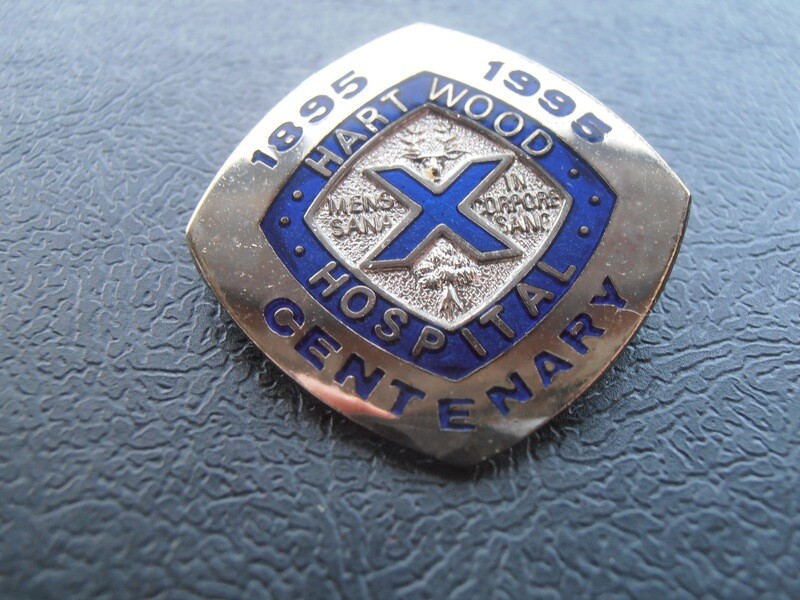 1895 1995
HART WOOD
MENS IN
SANA CORPORE
SANO
HOSPITAL
CENTENARY